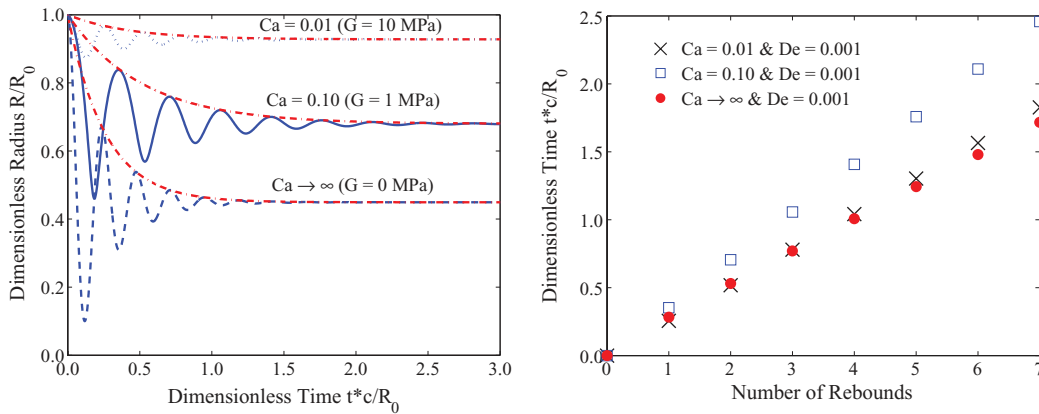 1.0
0.8
0.6
0.4
0.2
0.0
Dimensionless Radius R/R0
Ca = 0.01 (G = 10 MPa)
Ca = 0.10 (G = 1 MPa)
Ca → ∞ (G = 0 MPa)
0.0 0.5 1.0 1.5 2.0 2.5 3.0
Dimensionless Time t*c/R0
2.5
2.0
1.5
1.0
0.5
0.0
Dimensionless Time t*c/R0
Ca = 0.01 & De = 0.001
Ca = 0.10 & De = 0.001
Ca → ∞ & De = 0.001
0 1 2 3 4 5 6 7
Number of Rebounds